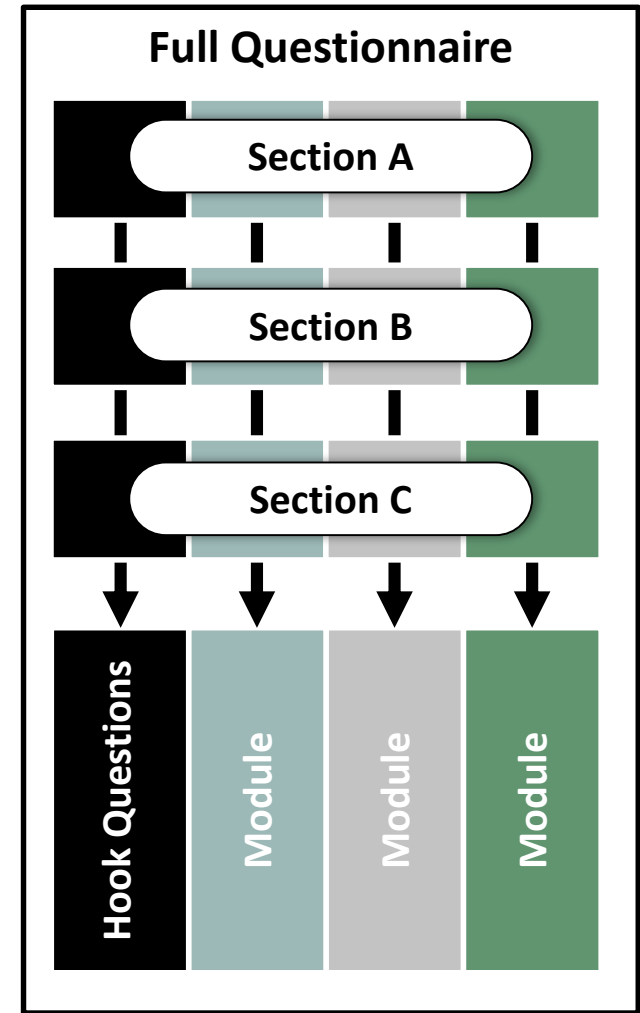 Full Questionnaire
Section A
Section B
Section C
Hook Questions
Module
Module
Module